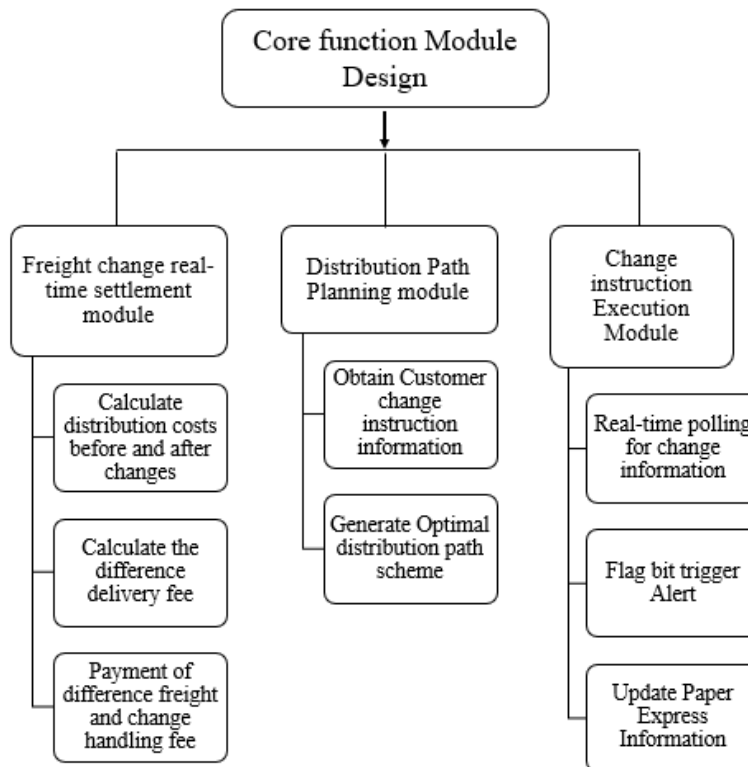 Core function Module
Design
Freight change real-
time settlement
module
Calculate
distribution costs
before and after
changes
Calculate the
difference
delivery fee
Payment of
difference freight
and change
handling fee
Distribution Path
Planning module
Obtain Customer
change
instruction
information
Generate Optimal
distribution path
scheme
Change
instruction
Execution
Module
Real-time polling
for change
information
Flag bit trigger
Alert
Update Paper
Express
Information